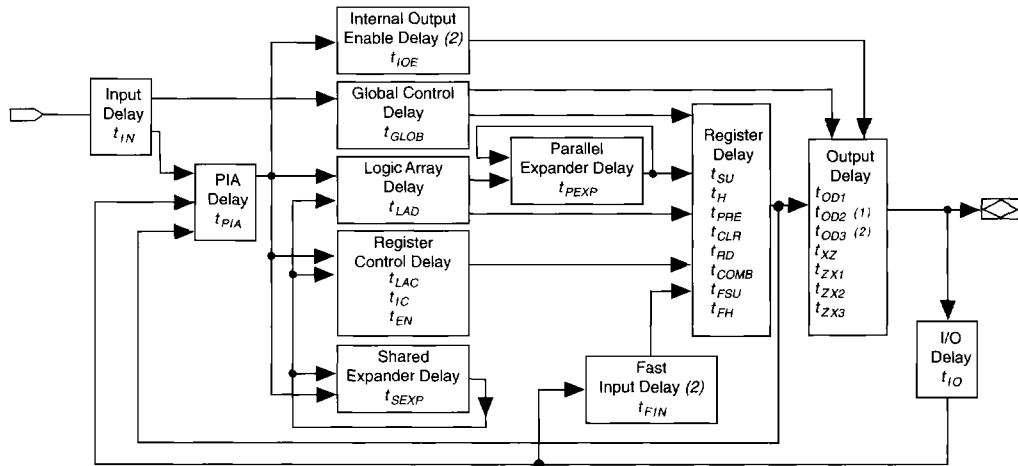 Internal Output
Enable Delay (2)
tIOE
Input
Delay
tIN
Global Control
Delay
tGLOB
PIA
Delay
tPIA
Logic Array
Delay
tLAD
Parallel
Expander Delay
tPEXP
Register
Control Delay
tLAC
tIC
tEN
Shared
Expander Delay
tSEXP
Fast
Input Delay (2)
tFIN
Register
Delay
tSU
tH
tPRE
tCLR
tRD
tCOMB
tFSU
tFH
Output
Delay
tOD1
tOD2 (1)
tOD3 (2)
tXZ
tZX1
tZX2
tZX3
I/O
Delay
tIO